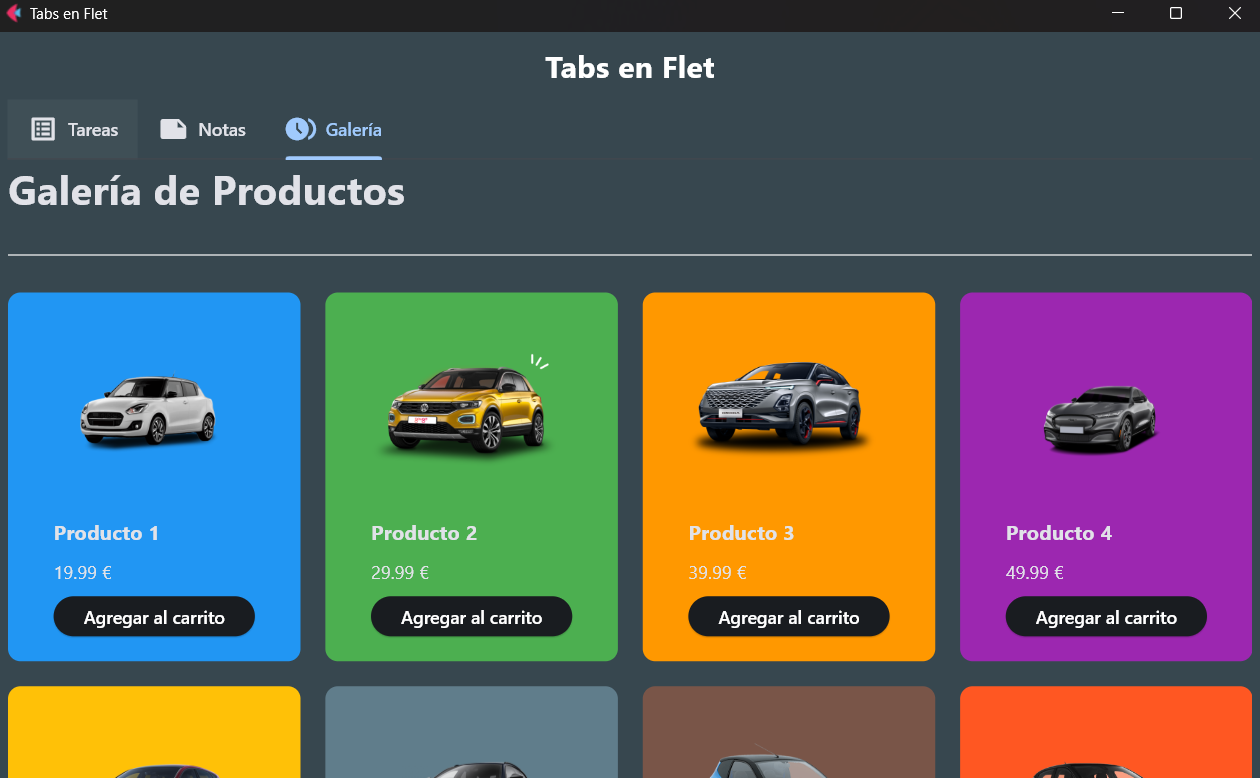 Tabs en Flet
Tabs en Flet
Tareas
Notas
Galería
Galería de Productos
Producto 1
19.99 €
Agregar al carrito
Producto 2
29.99 €
Agregar al carrito
Producto 3
39.99 €
Agregar al carrito
Producto 4
49.99 €
Agregar al carrito